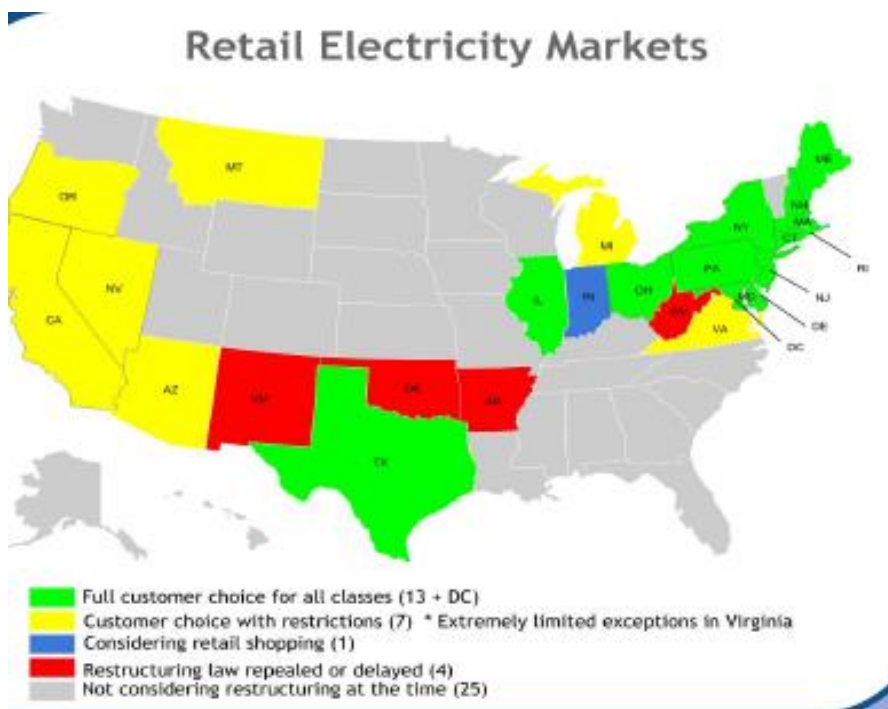 Retail Electricity Markets
MT
OR
ME
NH
NY
MA
CT
RI
MI
NV
PA
NJ
IL
IN
OH
MD
DE
CA
WV
VA
DC
AZ
NM
OK
AR
TX
Full customer choice for all classes (13 + DC)
Customer choice with restrictions (7) * Extremely limited exceptions in Virginia
Considering retail shopping (1)
Restructuring law repealed or delayed (4)
Not considering restructuring at the time (25)